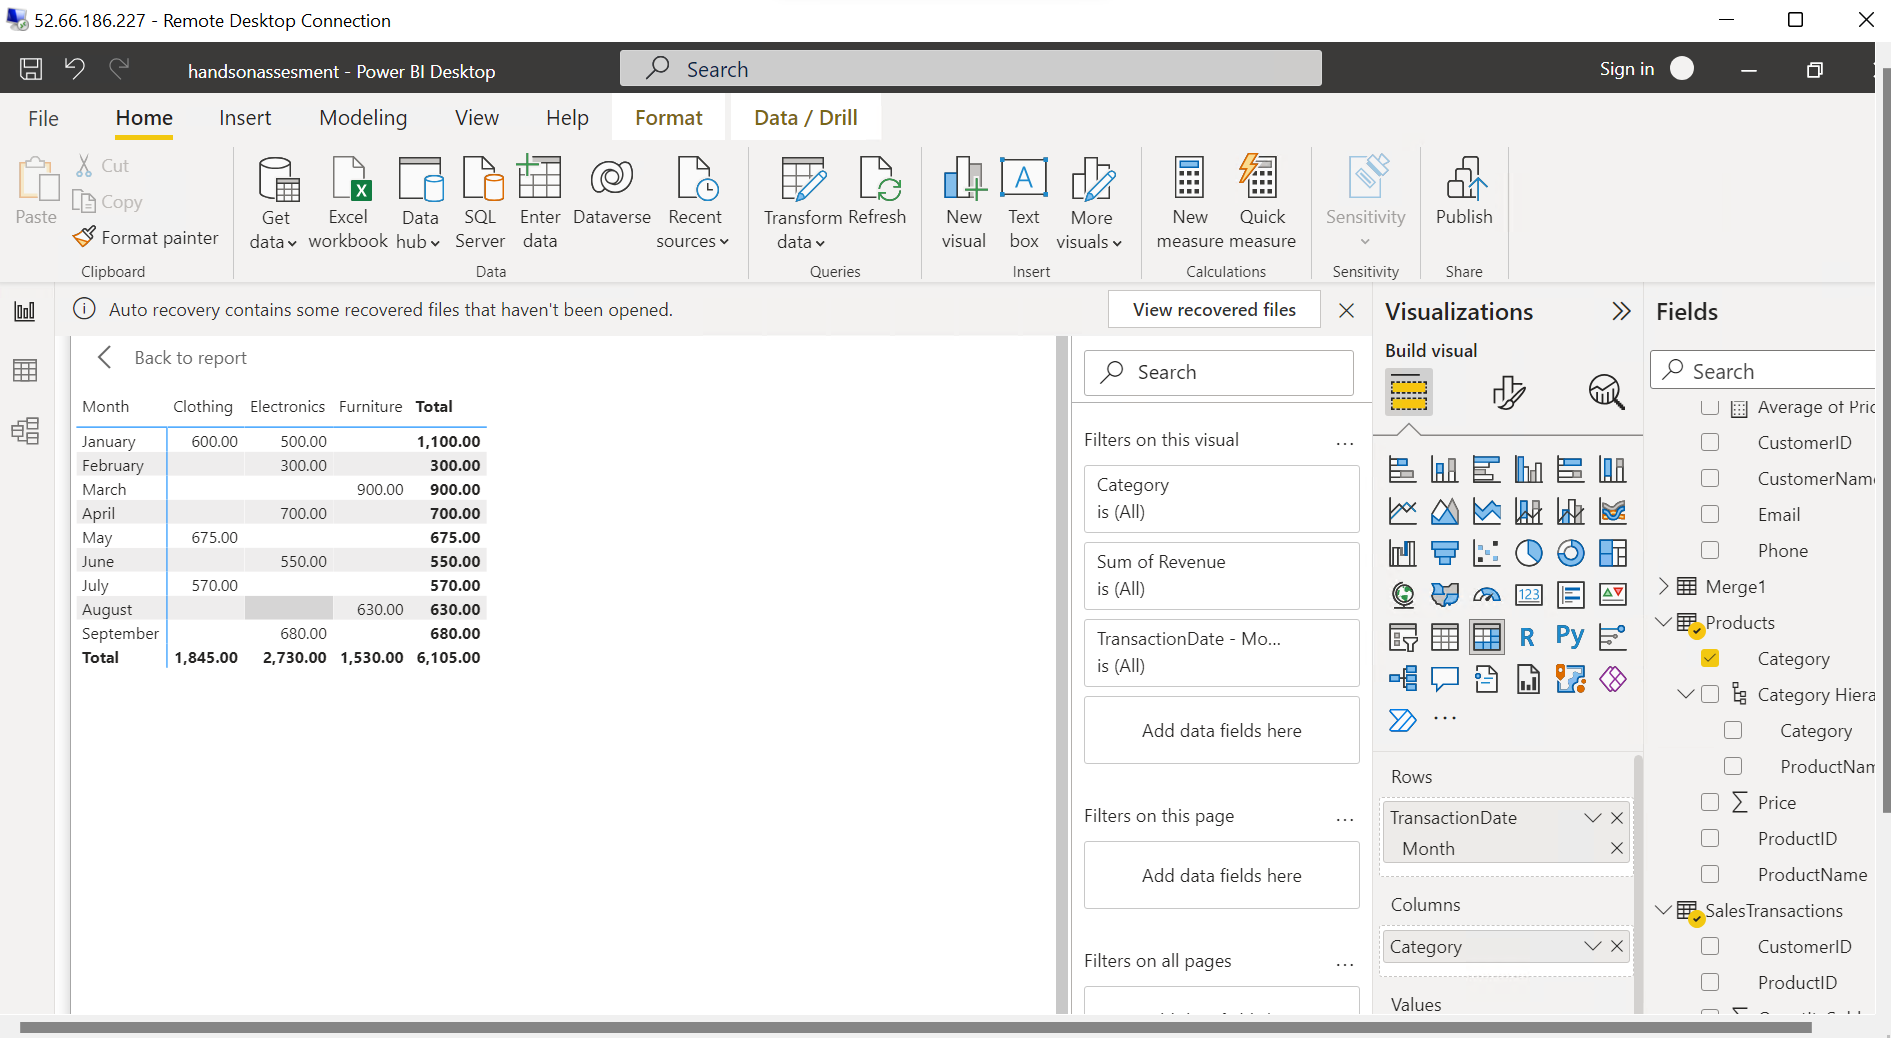 52.66.186.227 - Remote Desktop Connection
handsonassesment - Power BI Desktop
Search
Sign in
File
Home
Insert
Modeling
View
Help
Format
Data / Drill
Paste
Cut
Copy
Format painter
Clipboard
Get data
Excel workbook
Data hub
SQL Server
Enter data
Dataverse
Recent sources
Data
Transform data
Refresh
Queries
New visual
Text box
More visuals
Insert
New measure
Quick measure
Calculations
Sensitivity
Sensitivity
Publish
Share
Auto recovery contains some recovered files that haven't been opened.
View recovered files
Back to report
Month Clothing Electronics Furniture Total
January 600.00 500.00 1,100.00
February 300.00 300.00
March 900.00 900.00
April 700.00 700.00
May 675.00 675.00
June 550.00 550.00
July 570.00 570.00
August 630.00 630.00
September 680.00 680.00
Total 1,845.00 2,730.00 1,530.00 6,105.00
Search
Filters on this visual ...
Category
is (All)
Sum of Revenue
is (All)
TransactionDate - Mo...
is (All)
Add data fields here
Filters on this page ...
Add data fields here
Filters on all pages ...
Visualizations
Build visual
123
R
Py
...
Rows
TransactionDate
Month
Columns
Category
Values
Fields
Search
Average of Pric
CustomerID
CustomerName
Email
Phone
Merge1
Products
Category
Category Hiera
Category
ProductNam
Price
ProductID
ProductName
SalesTransactions
CustomerID
ProductID